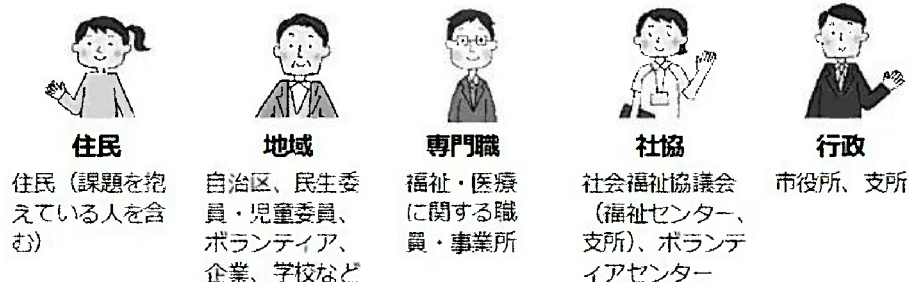 住民
住民（課題を抱
えている人を含
む）
地域
自治区、民生委
員・児童委員、
ボランティア、
企業、学校など
専門職
福祉・医療
に関する職
員・事業所
社協
社会福祉協議会
（福祉センター、
支所）、ボランテ
ィアセンター
行政
市役所、支所